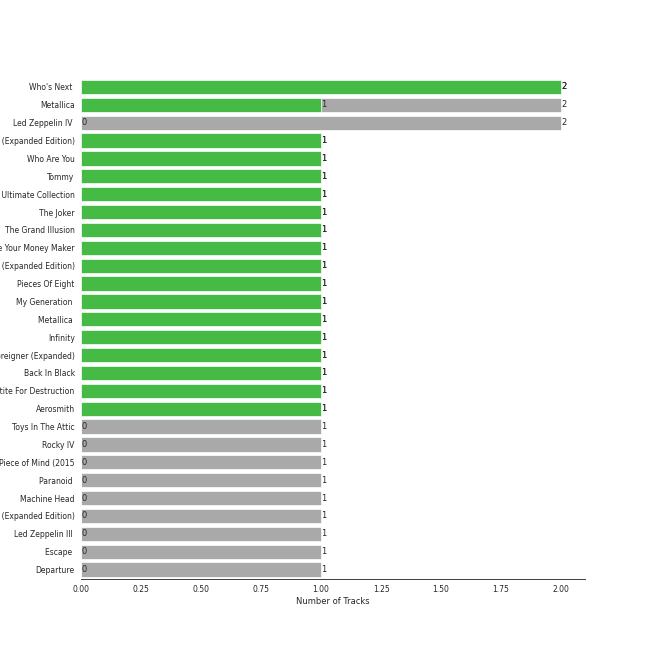 Who's Next 2
Metallica 1 2
Led Zeppelin IV 0 2
(Expanded Edition) 1
Who Are You 1
Tommy 1
Ultimate Collection 1
The Joker 1
The Grand Illusion 1
Your Money Maker 1
(Expanded Edition) 1
Pieces Of Eight 1
My Generation 1
Metallica 1
Infinity 1
reigner (Expanded) 1
Back In Black 1
tite For Destruction 1
Aerosmith 1
Toys In The Attic 0 1
Rocky IV 0 1
Piece of Mind (2015 0 1
Paranoid 0 1
Machine Head 0 1
(Expanded Edition) 0 1
Led Zeppelin III 0 1
Escape 0 1
Departure 0 1
0.00 0.25 0.50 0.75 1.00 1.25 1.50 1.75 2.00
Number of Tracks